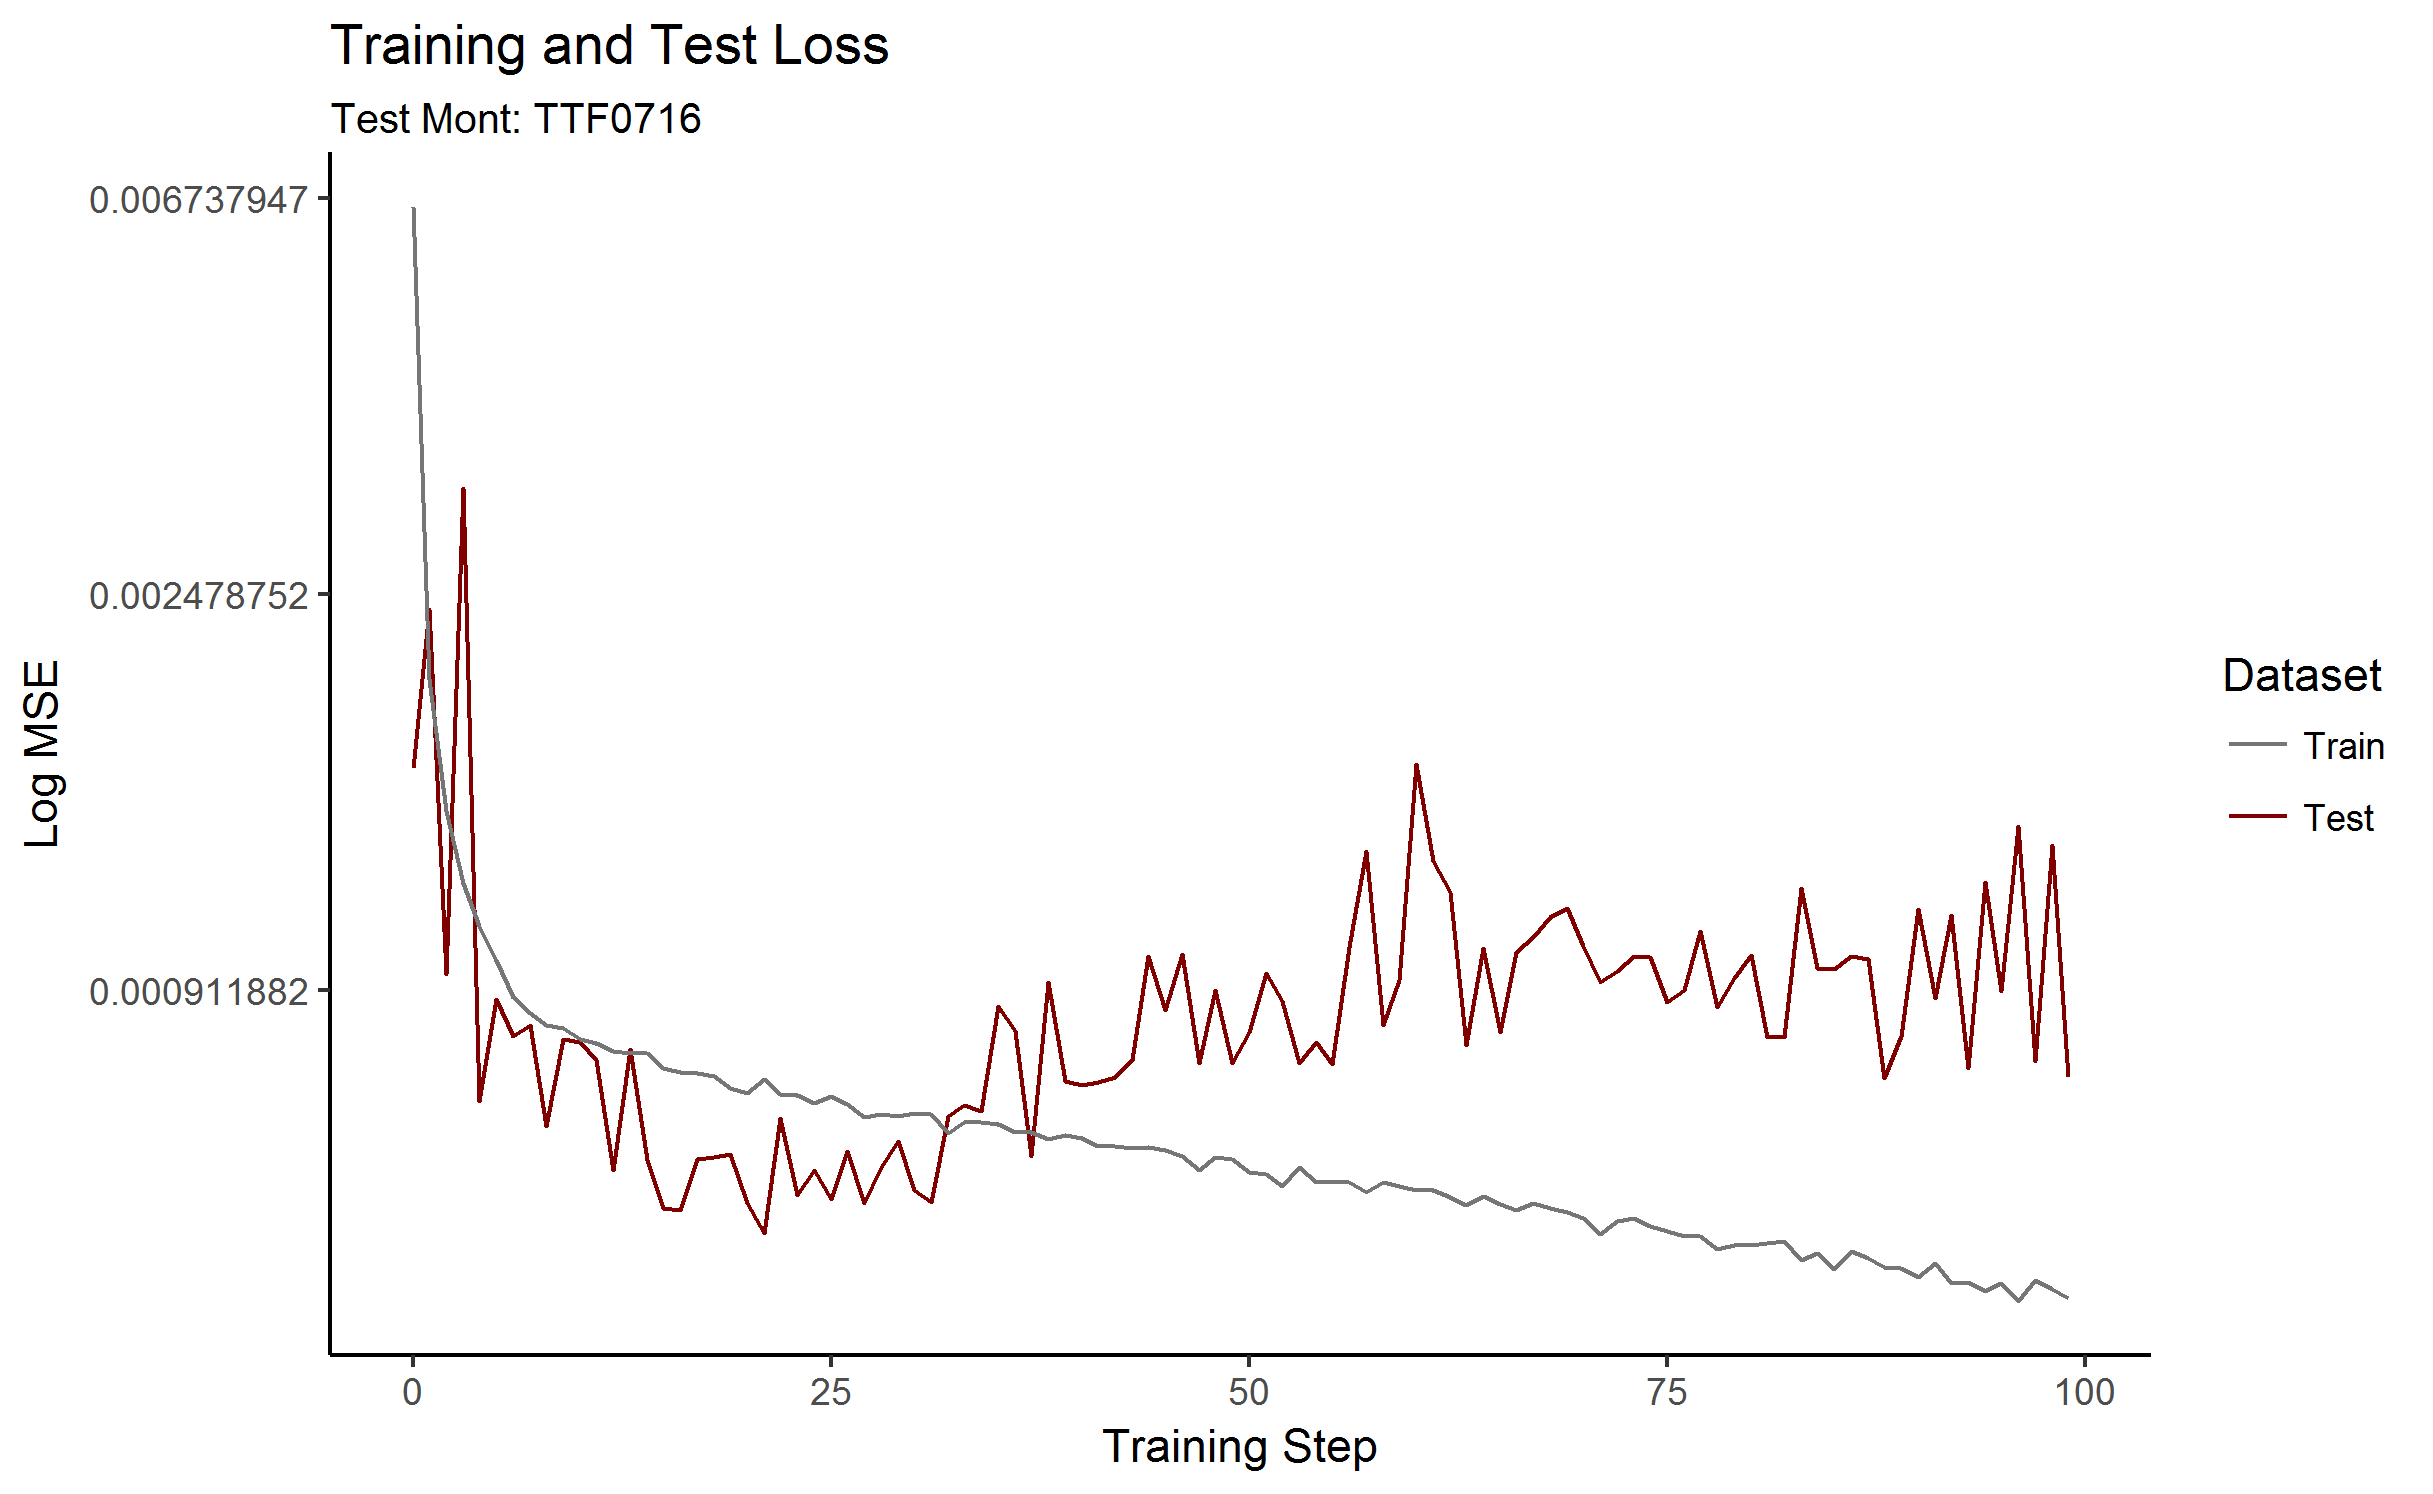 Training and Test Loss
Test Mont: TTF0716
0.006737947
0.002478752
0.000911882
Log MSE
0
25
50
75
100
Training Step
Dataset
Train
Test